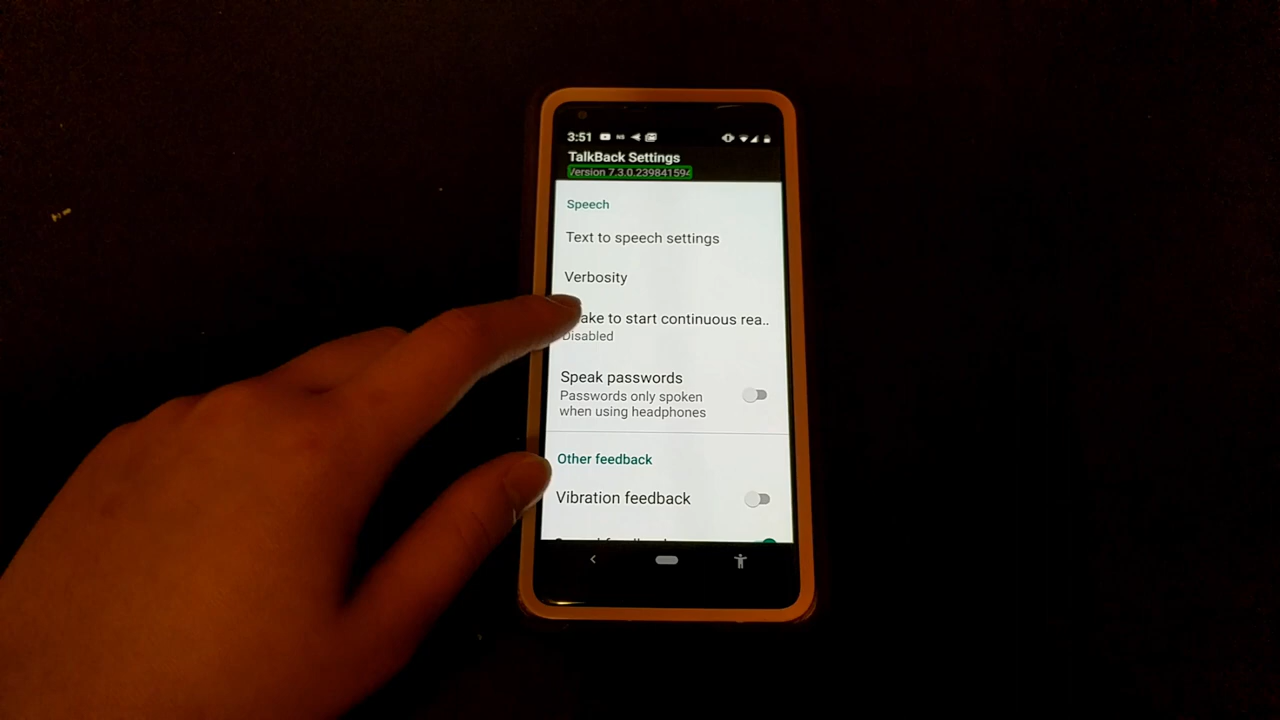 3:51
TalkBack Settings
Version 7.3.0.239841594
Speech
Text to speech settings
Verbosity
ake to start continuous rea..
Disabled
Speak passwords
Passwords only spoken
when using headphones
Other feedback
Vibration feedback